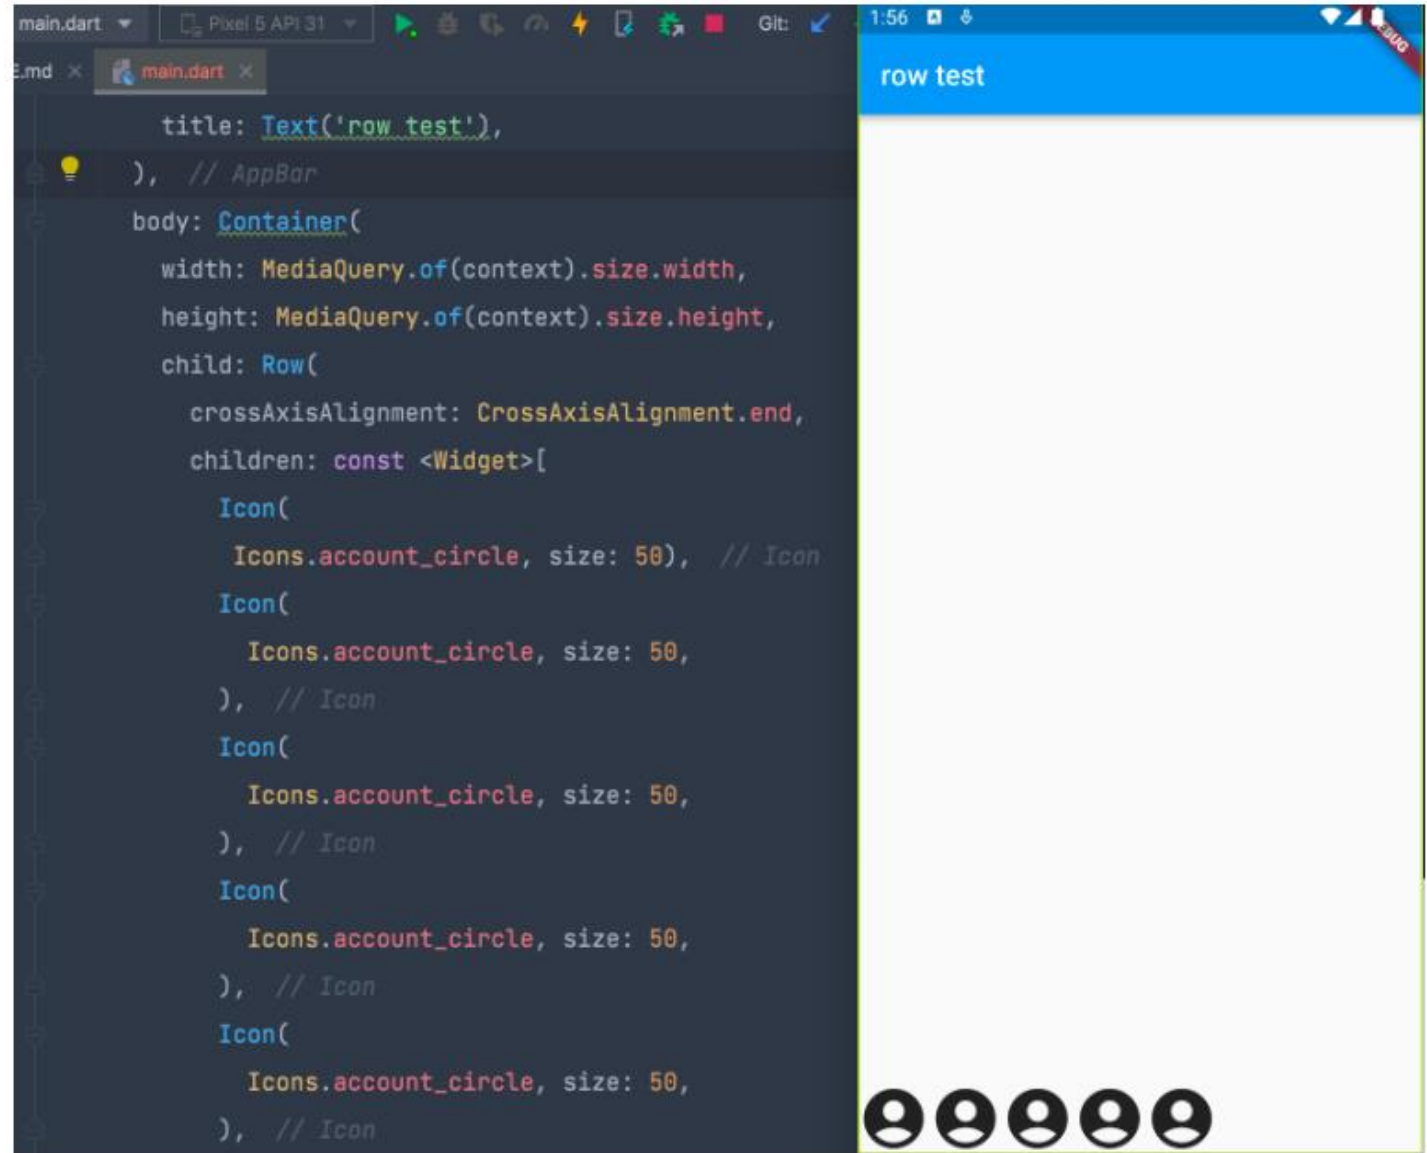 main.dart
Pixel 5 API 31
Git:
E.md
main.dart
title: Text('row test'),
), // AppBar
body: Container(
width: MediaQuery.of(context).size.width,
height: MediaQuery.of(context).size.height,
child: Row(
crossAxisAlignment: CrossAxisAlignment.end,
children: const <Widget>[
Icon(
Icons.account_circle, size: 50), // Icon
Icon(
Icons.account_circle, size: 50,
), // Icon
Icon(
Icons.account_circle, size: 50,
), // Icon
Icon(
Icons.account_circle, size: 50,
), // Icon
Icon(
Icons.account_circle, size: 50,
), // Icon
1:56
row test